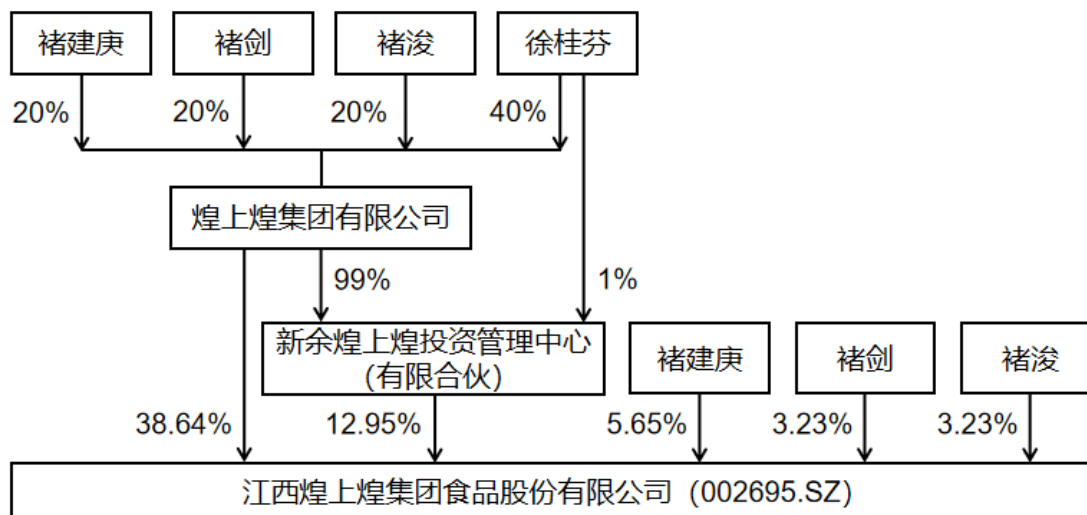 褚建庚
褚剑
褚浚
徐桂芬
20%
20%
20%
40%
煌上煌集团有限公司
99%
1%
新余煌上煌投资管理中心
（有限合伙）
褚建庚
褚剑
褚浚
38.64%
12.95%
5.65%
3.23%
3.23%
江西煌上煌集团食品股份有限公司（002695.SZ）